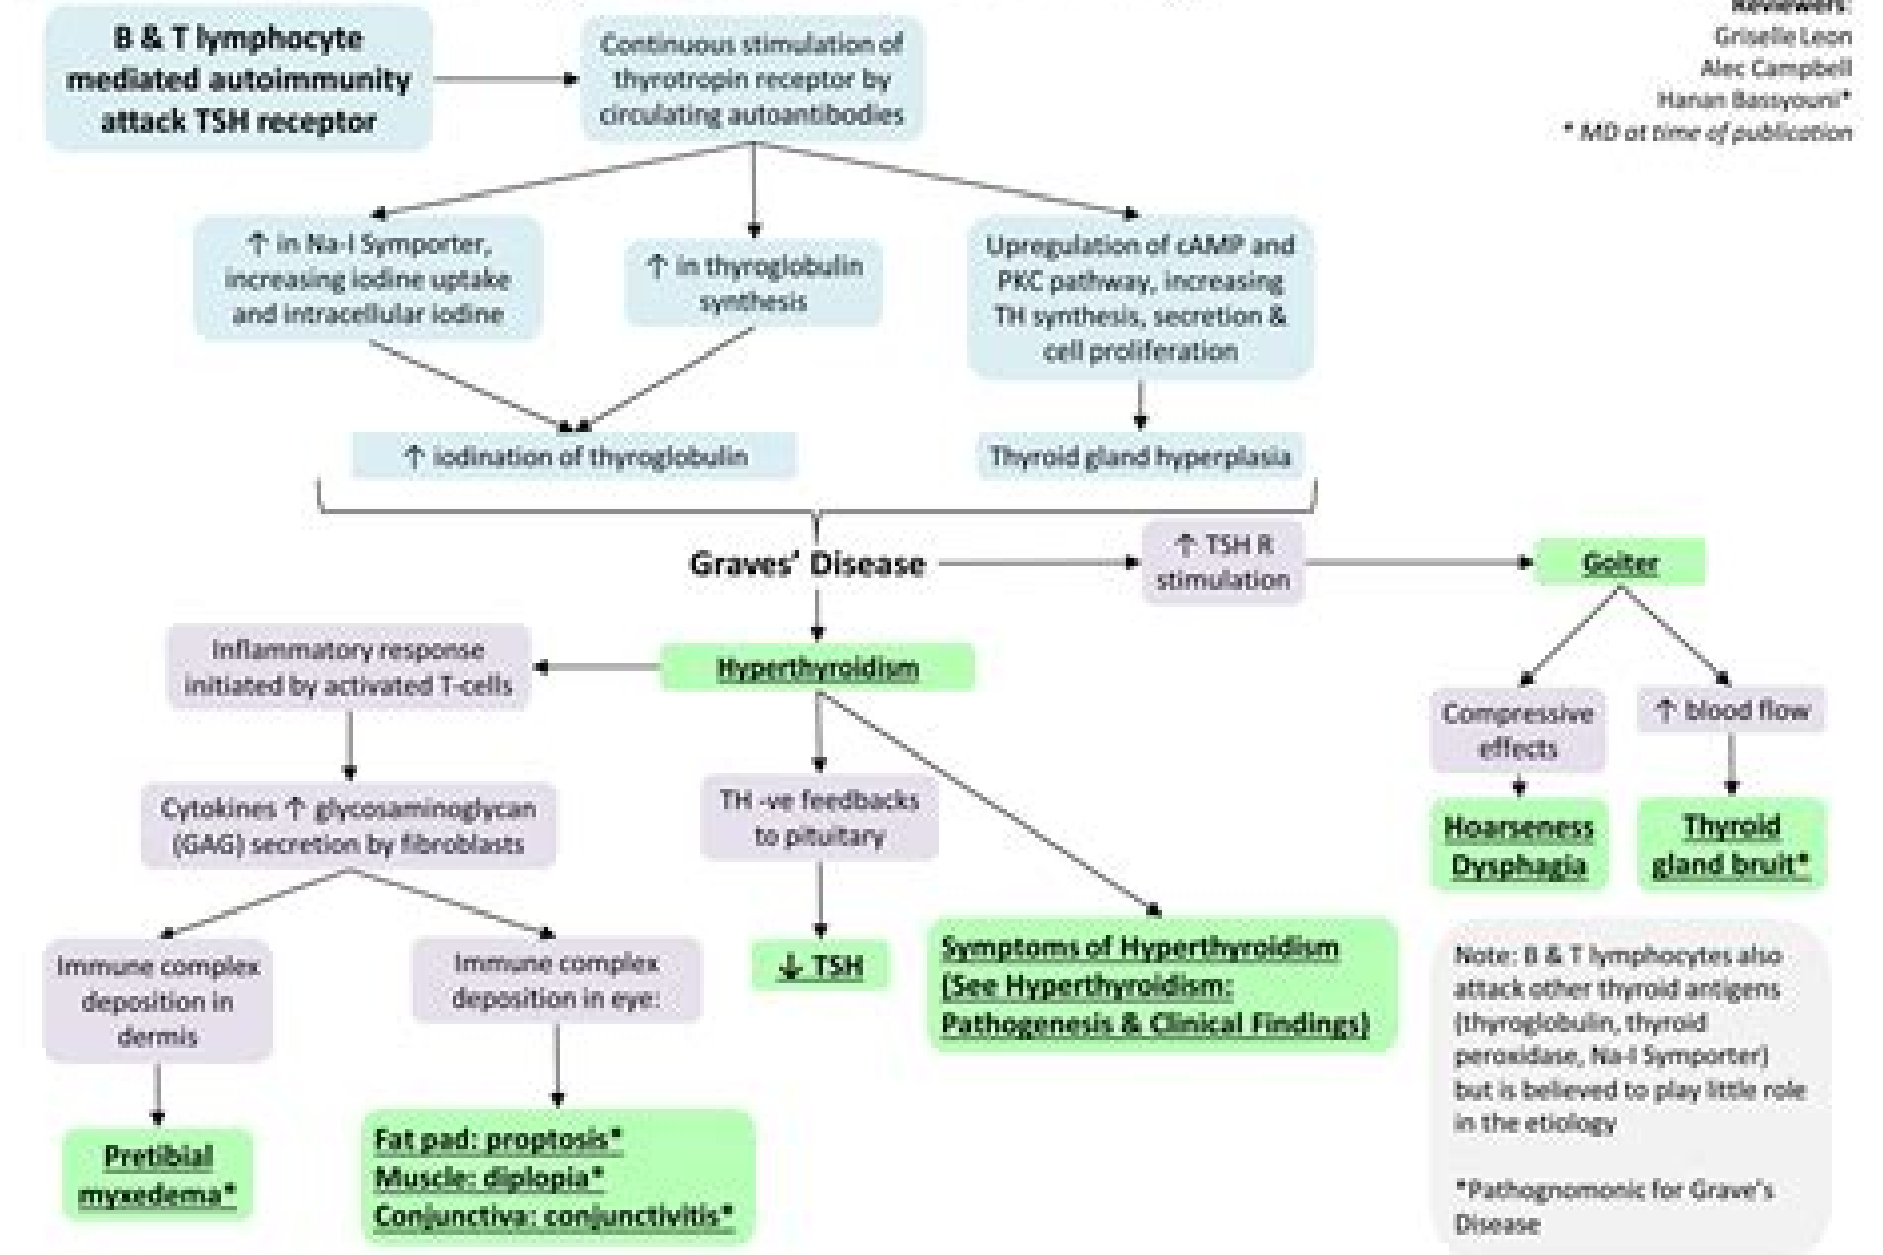 Reviewers:
Griselle Leon
Alec Campbell
Hanan Bassyouni*
* MD at time of publication
B & T lymphocyte
mediated autoimmunity
attack TSH receptor
Continuous stimulation of
thyrotropin receptor by
circulating autoantibodies
↑ in Na-I Symporter,
increasing iodine uptake
and intracellular iodine
↑ in thyroglobulin
synthesis
Upregulation of cAMP and
PKC pathway, increasing
TH synthesis, secretion &
cell proliferation
↑ iodination of thyroglobulin
Thyroid gland hyperplasia
Graves' Disease
↑ TSH R
stimulation
Goiter
Inflammatory response
initiated by activated T-cells
Hyperthyroidism
Compressive
effects
↑ blood flow
Cytokines ↑ glycosaminoglycan
(GAG) secretion by fibroblasts
TH -ve feedbacks
to pituitary
Hoarseness
Dysphagia
Thyroid
gland bruit*
Immune complex
deposition in
dermis
Immune complex
deposition in eye:
↓ TSH
Symptoms of Hyperthyroidism
(See Hyperthyroidism:
Pathogenesis & Clinical Findings)
Pretibial
myxedema*
Fat pad: proptosis*
Muscle: diplopia*
Conjunctiva: conjunctivitis*
Note: B & T lymphocytes also
attack other thyroid antigens
(thyroglobulin, thyroid
peroxidase, Na-I Symporter)
but is believed to play little role
in the etiology
*Pathognomonic for Grave's
Disease